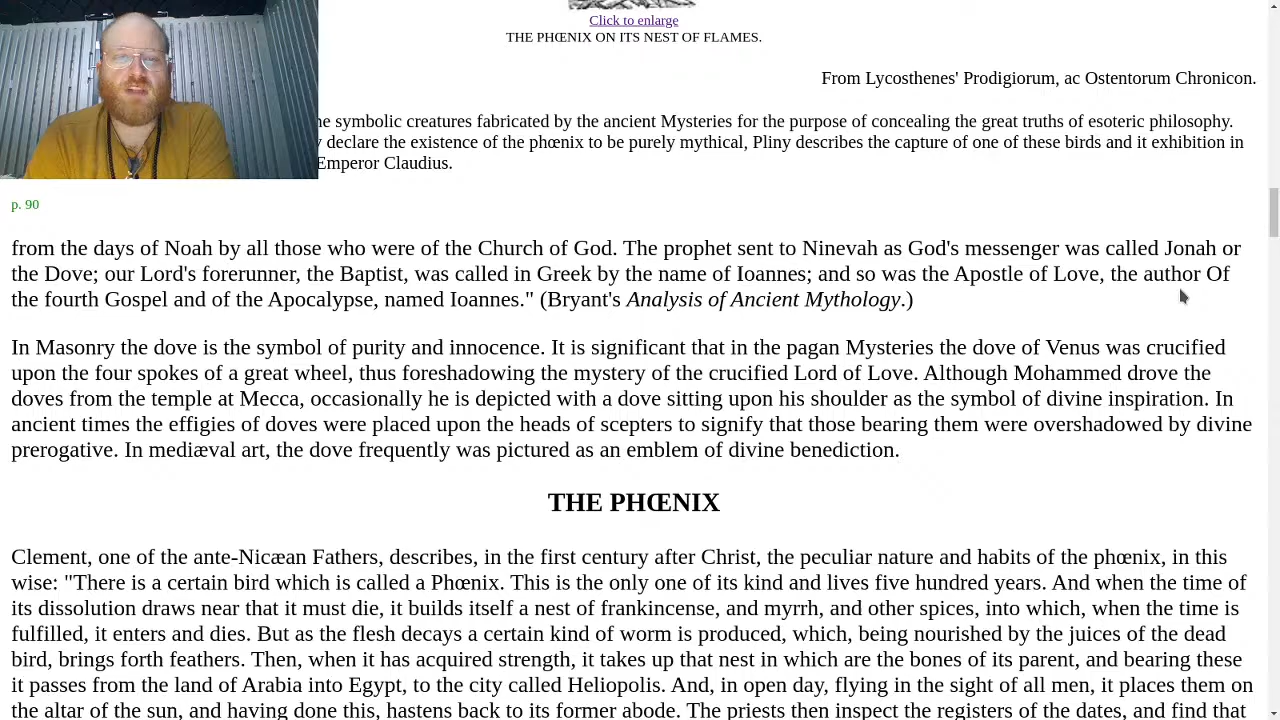 Click to enlarge
THE PHŒNIX ON ITS NEST OF FLAMES.
From Lycosthenes' Prodigiorum, ac Ostentorum Chronicon.
symbolic creatures fabricated by the ancient Mysteries for the purpose of concealing the great truths of esoteric philosophy.
declare the existence of the phœnix to be purely mythical, Pliny describes the capture of one of these birds and it exhibition in
Emperor Claudius.
p. 90
from the days of Noah by all those who were of the Church of God. The prophet sent to Ninevah as God's messenger was called Jonah or
the Dove; our Lord's forerunner, the Baptist, was called in Greek by the name of Ioannes; and so was the Apostle of Love, the author Of
the fourth Gospel and of the Apocalypse, named Ioannes." (Bryant's Analysis of Ancient Mythology.)
In Masonry the dove is the symbol of purity and innocence. It is significant that in the pagan Mysteries the dove of Venus was crucified
upon the four spokes of a great wheel, thus foreshadowing the mystery of the crucified Lord of Love. Although Mohammed drove the
doves from the temple at Mecca, occasionally he is depicted with a dove sitting upon his shoulder as the symbol of divine inspiration. In
ancient times the effigies of doves were placed upon the heads of scepters to signify that those bearing them were overshadowed by divine
prerogative. In mediæval art, the dove frequently was pictured as an emblem of divine benediction.
THE PHŒNIX
Clement, one of the ante-Nicæan Fathers, describes, in the first century after Christ, the peculiar nature and habits of the phœnix, in this
wise: "There is a certain bird which is called a Phœnix. This is the only one of its kind and lives five hundred years. And when the time of
its dissolution draws near that it must die, it builds itself a nest of frankincense, and myrrh, and other spices, into which, when the time is
fulfilled, it enters and dies. But as the flesh decays a certain kind of worm is produced, which, being nourished by the juices of the dead
bird, brings forth feathers. Then, when it has acquired strength, it takes up that nest in which are the bones of its parent, and bearing these
it passes from the land of Arabia into Egypt, to the city called Heliopolis. And, in open day, flying in the sight of all men, it places them on
the altar of the sun, and having done this, hastens back to its former abode. The priests then inspect the registers of the dates, and find that